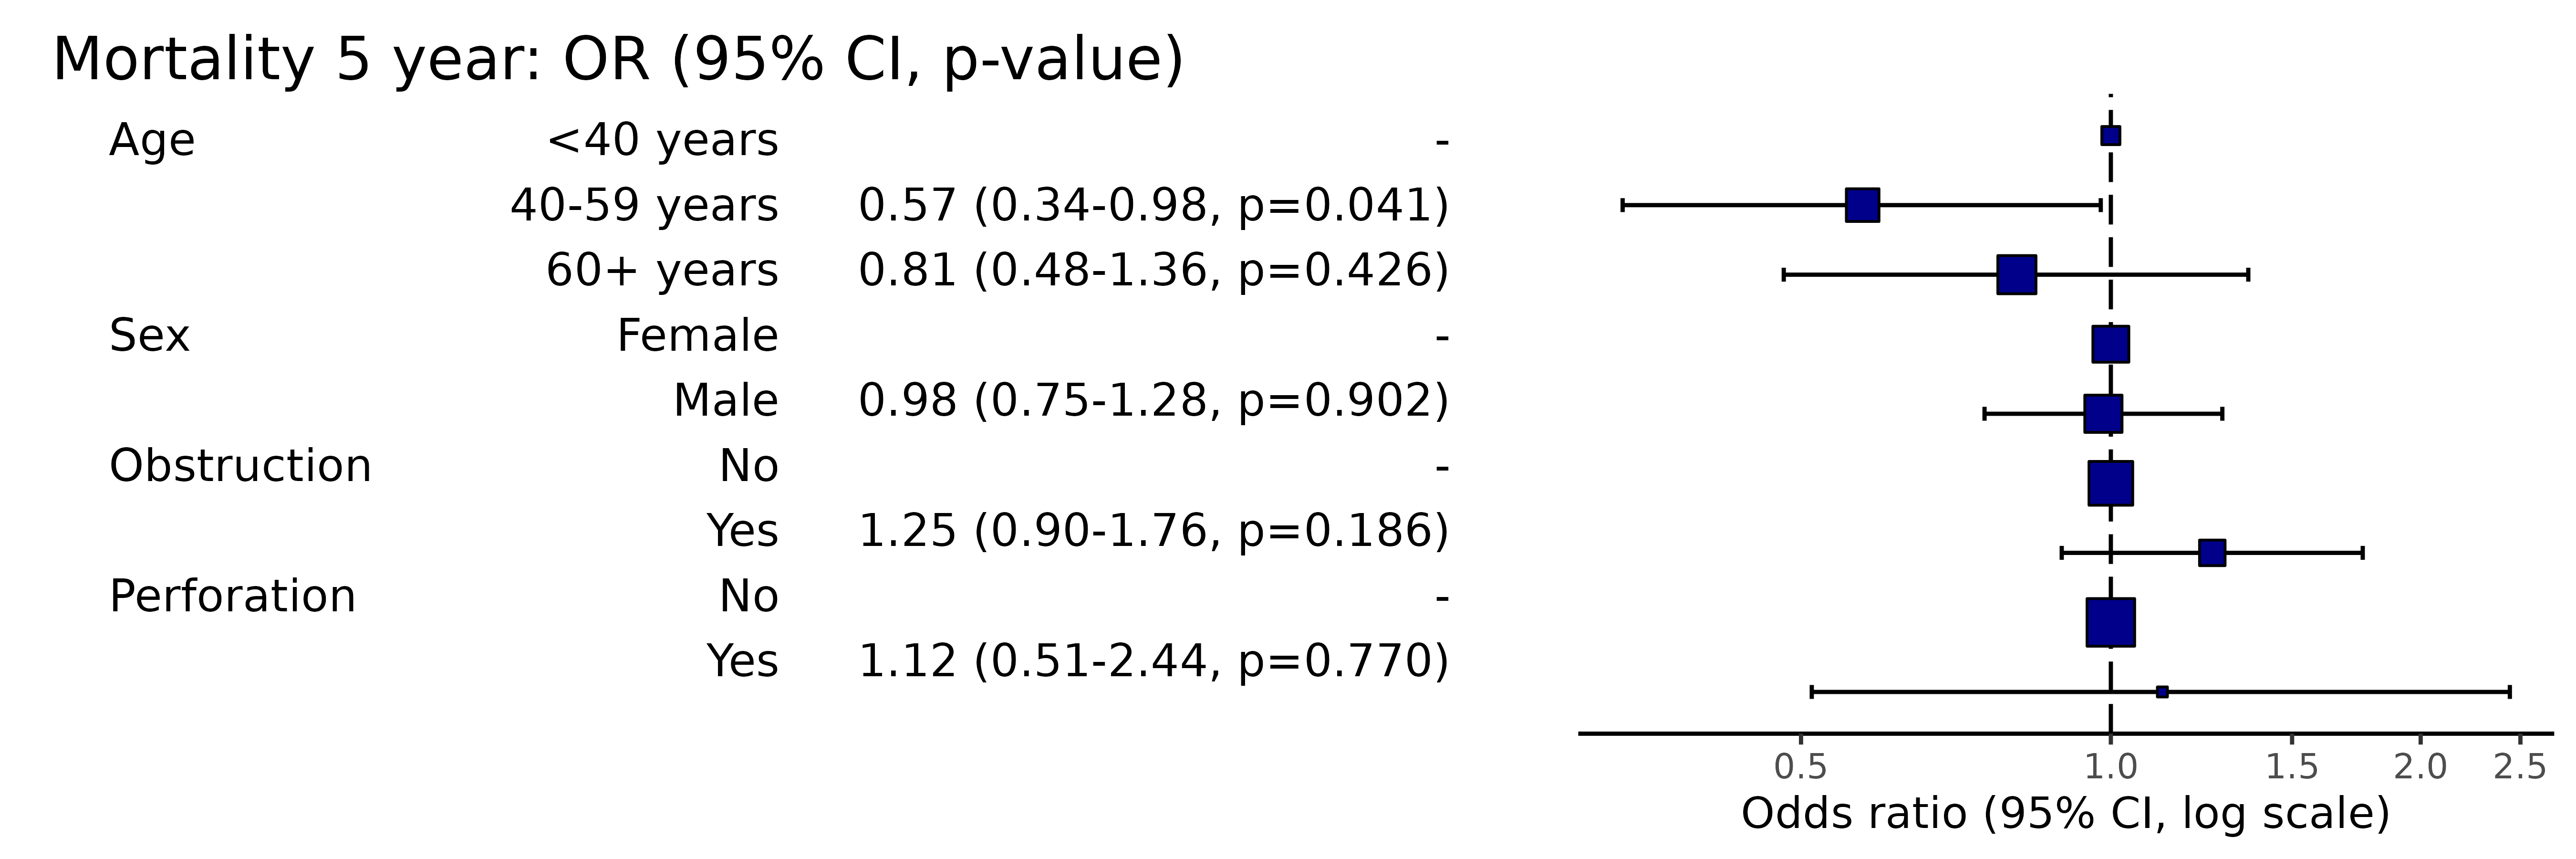 Mortality 5 year: OR (95% CI, p-value)
Age <40 years -
40-59 years 0.57 (0.34-0.98, p=0.041)
60+ years 0.81 (0.48-1.36, p=0.426)
Sex Female -
Male 0.98 (0.75-1.28, p=0.902)
Obstruction No -
Yes 1.25 (0.90-1.76, p=0.186)
Perforation No -
Yes 1.12 (0.51-2.44, p=0.770)
0.5 1.0 1.5 2.0 2.5
Odds ratio (95% CI, log scale)